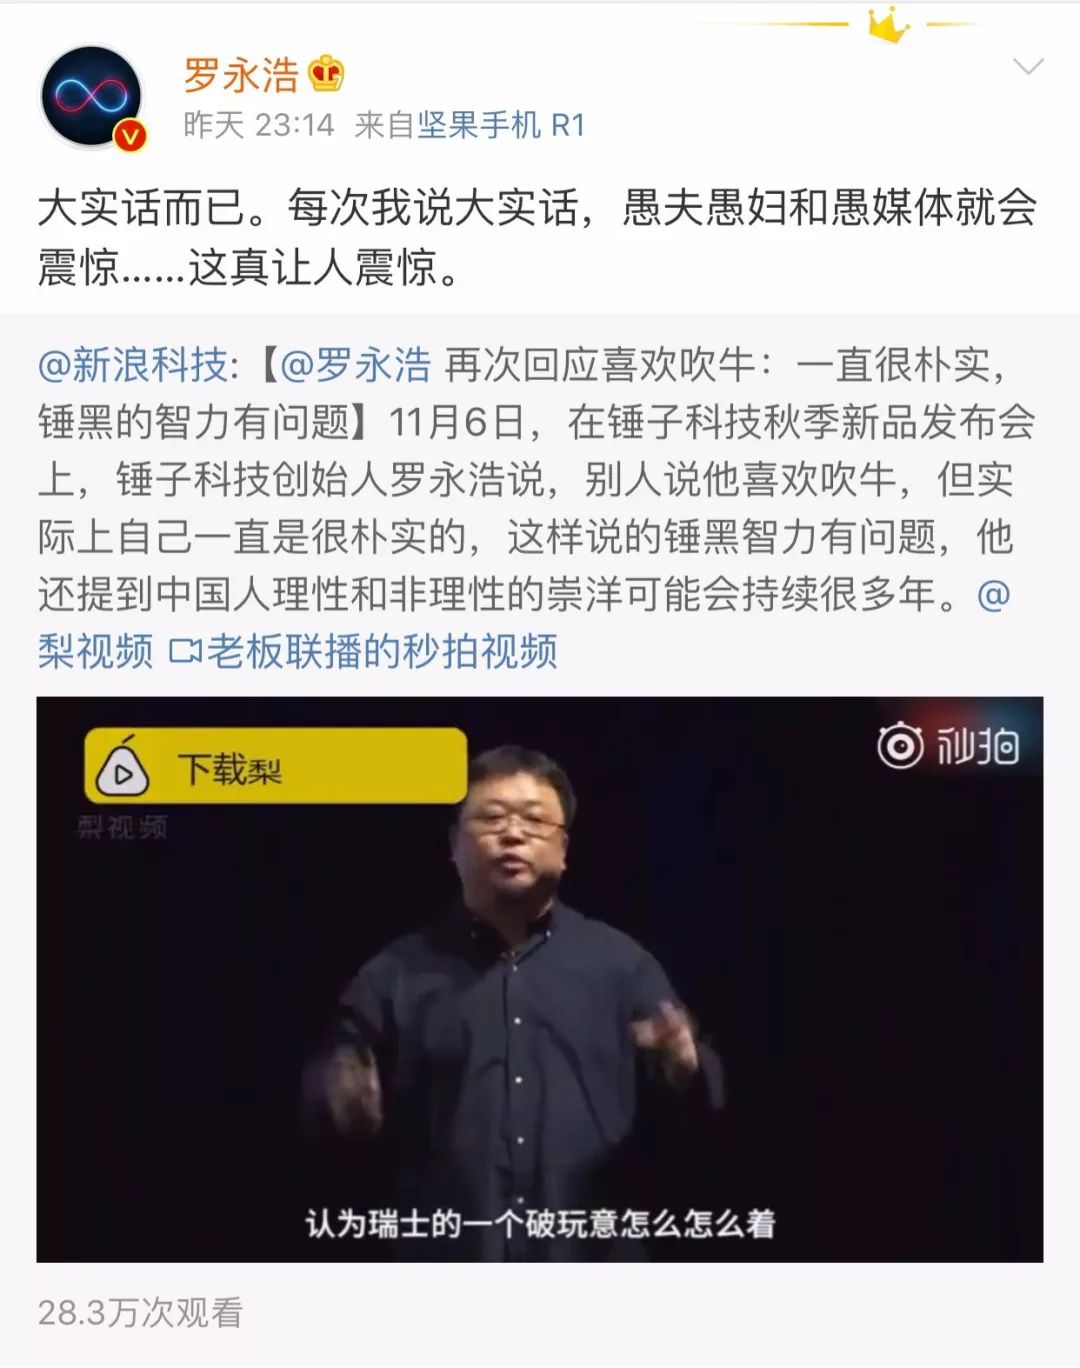 罗永浩
昨天 23:14 来自坚果手机 R1
大实话而已。每次我说大实话，愚夫愚妇和愚媒体就会
震惊……这真让人震惊。
@新浪科技:【@罗永浩 再次回应喜欢吹牛：一直很朴实，
锤黑的智力有问题】11月6日，在锤子科技秋季新品发布会
上，锤子科技创始人罗永浩说，别人说他喜欢吹牛，但实
际上自己一直是很朴实的，这样说的锤黑智力有问题，他
还提到中国人理性和非理性的崇洋可能会持续很多年。@
梨视频 老板联播的秒拍视频
下载梨
秒拍
梨视频
认为瑞士的一个破玩意怎么怎么着
28.3万次观看